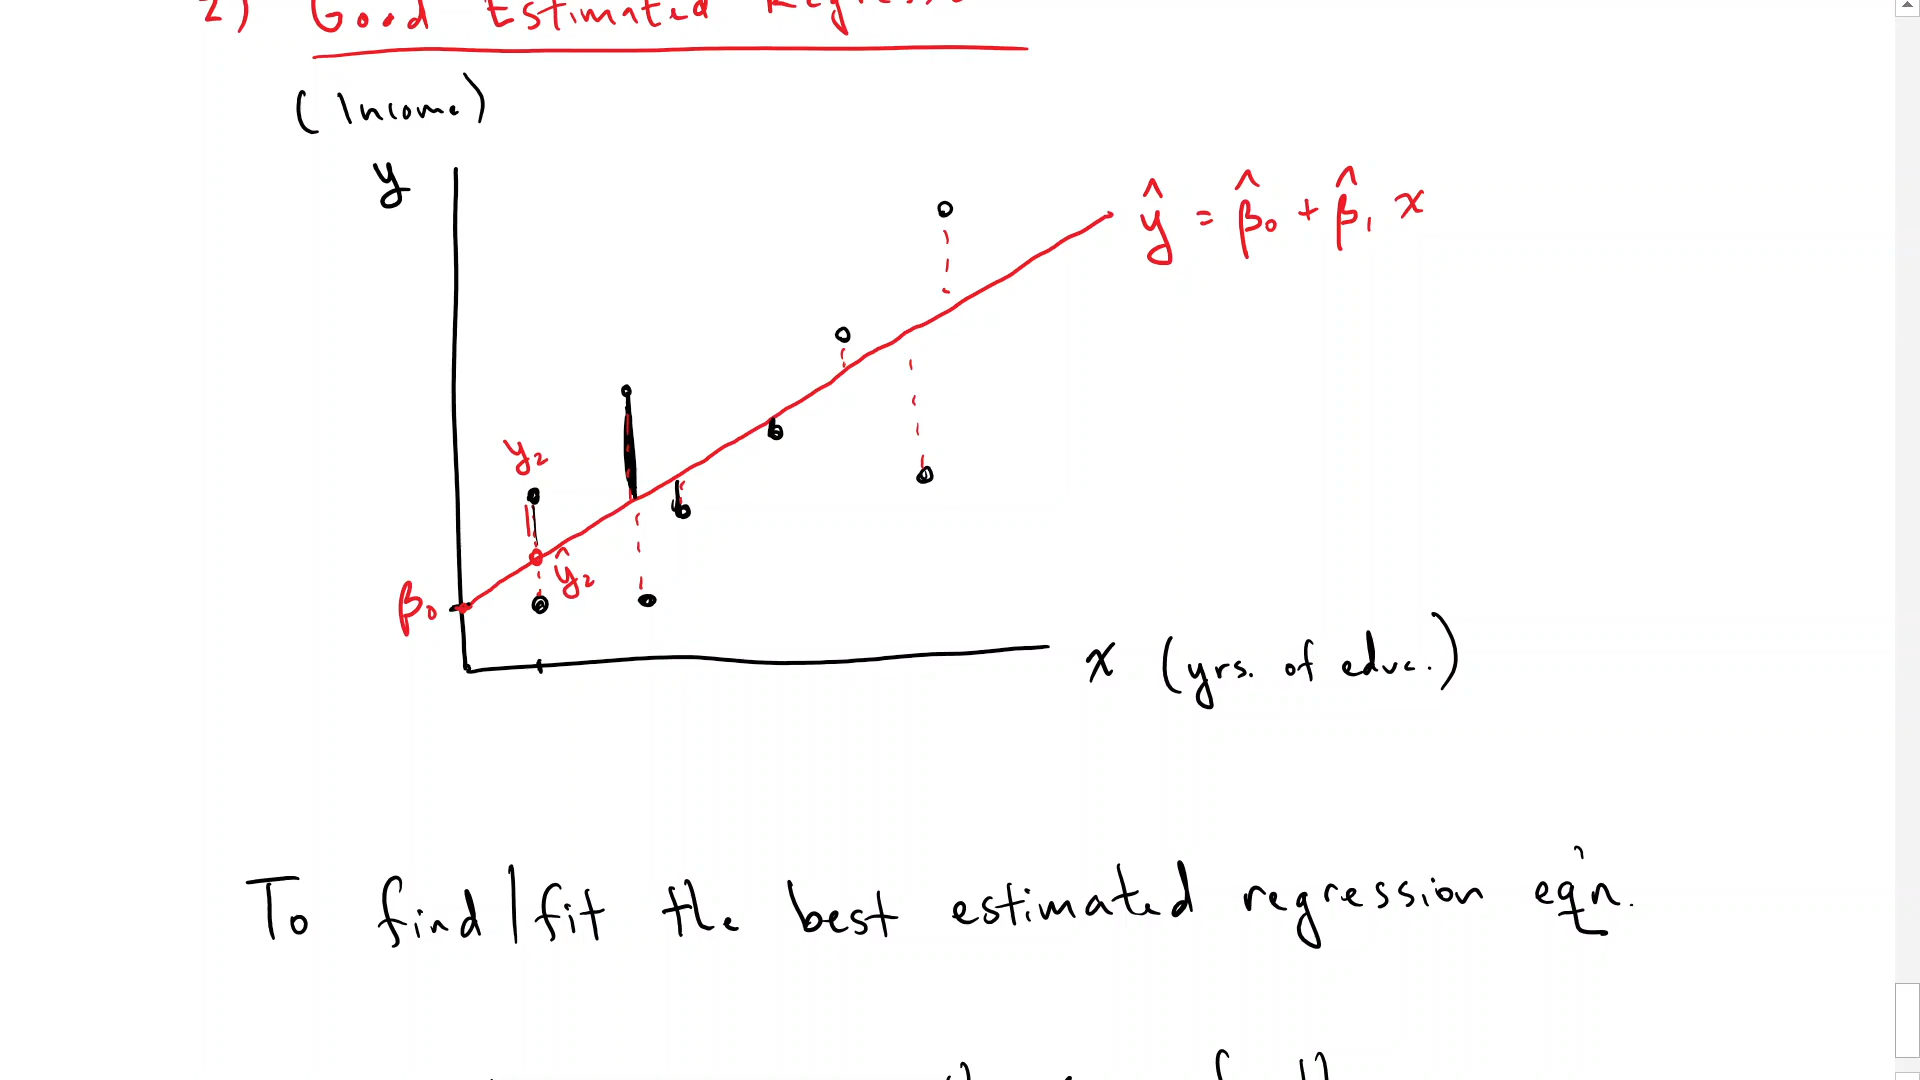 2) Good Estimated
(Income)
y
ŷ = β̂₀ + β̂₁ x
y₂
ŷ₂
β₀
x (yrs. of educ.)
To find/fit the best estimated regression eq'n.